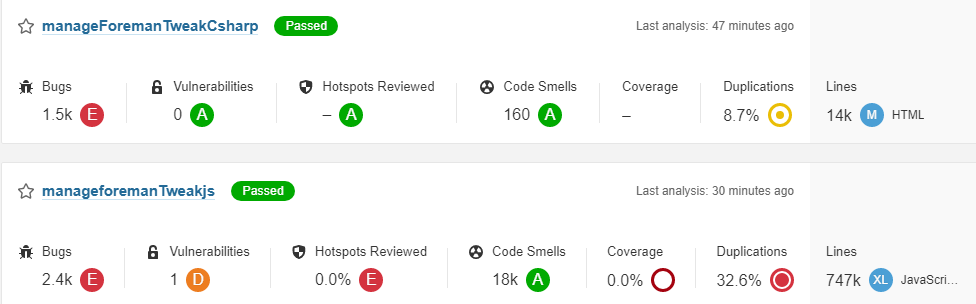 manageForemanTweakCsharp Passed Last analysis: 47 minutes ago
Bugs Vulnerabilities Hotspots Reviewed Code Smells Coverage Duplications Lines
1.5k E 0 A – A 160 A – 8.7% 14k M HTML
manageforemanTweakjs Passed Last analysis: 30 minutes ago
Bugs Vulnerabilities Hotspots Reviewed Code Smells Coverage Duplications Lines
2.4k E 1 D 0.0% E 18k A 0.0% 32.6% 747k XL JavaScri...